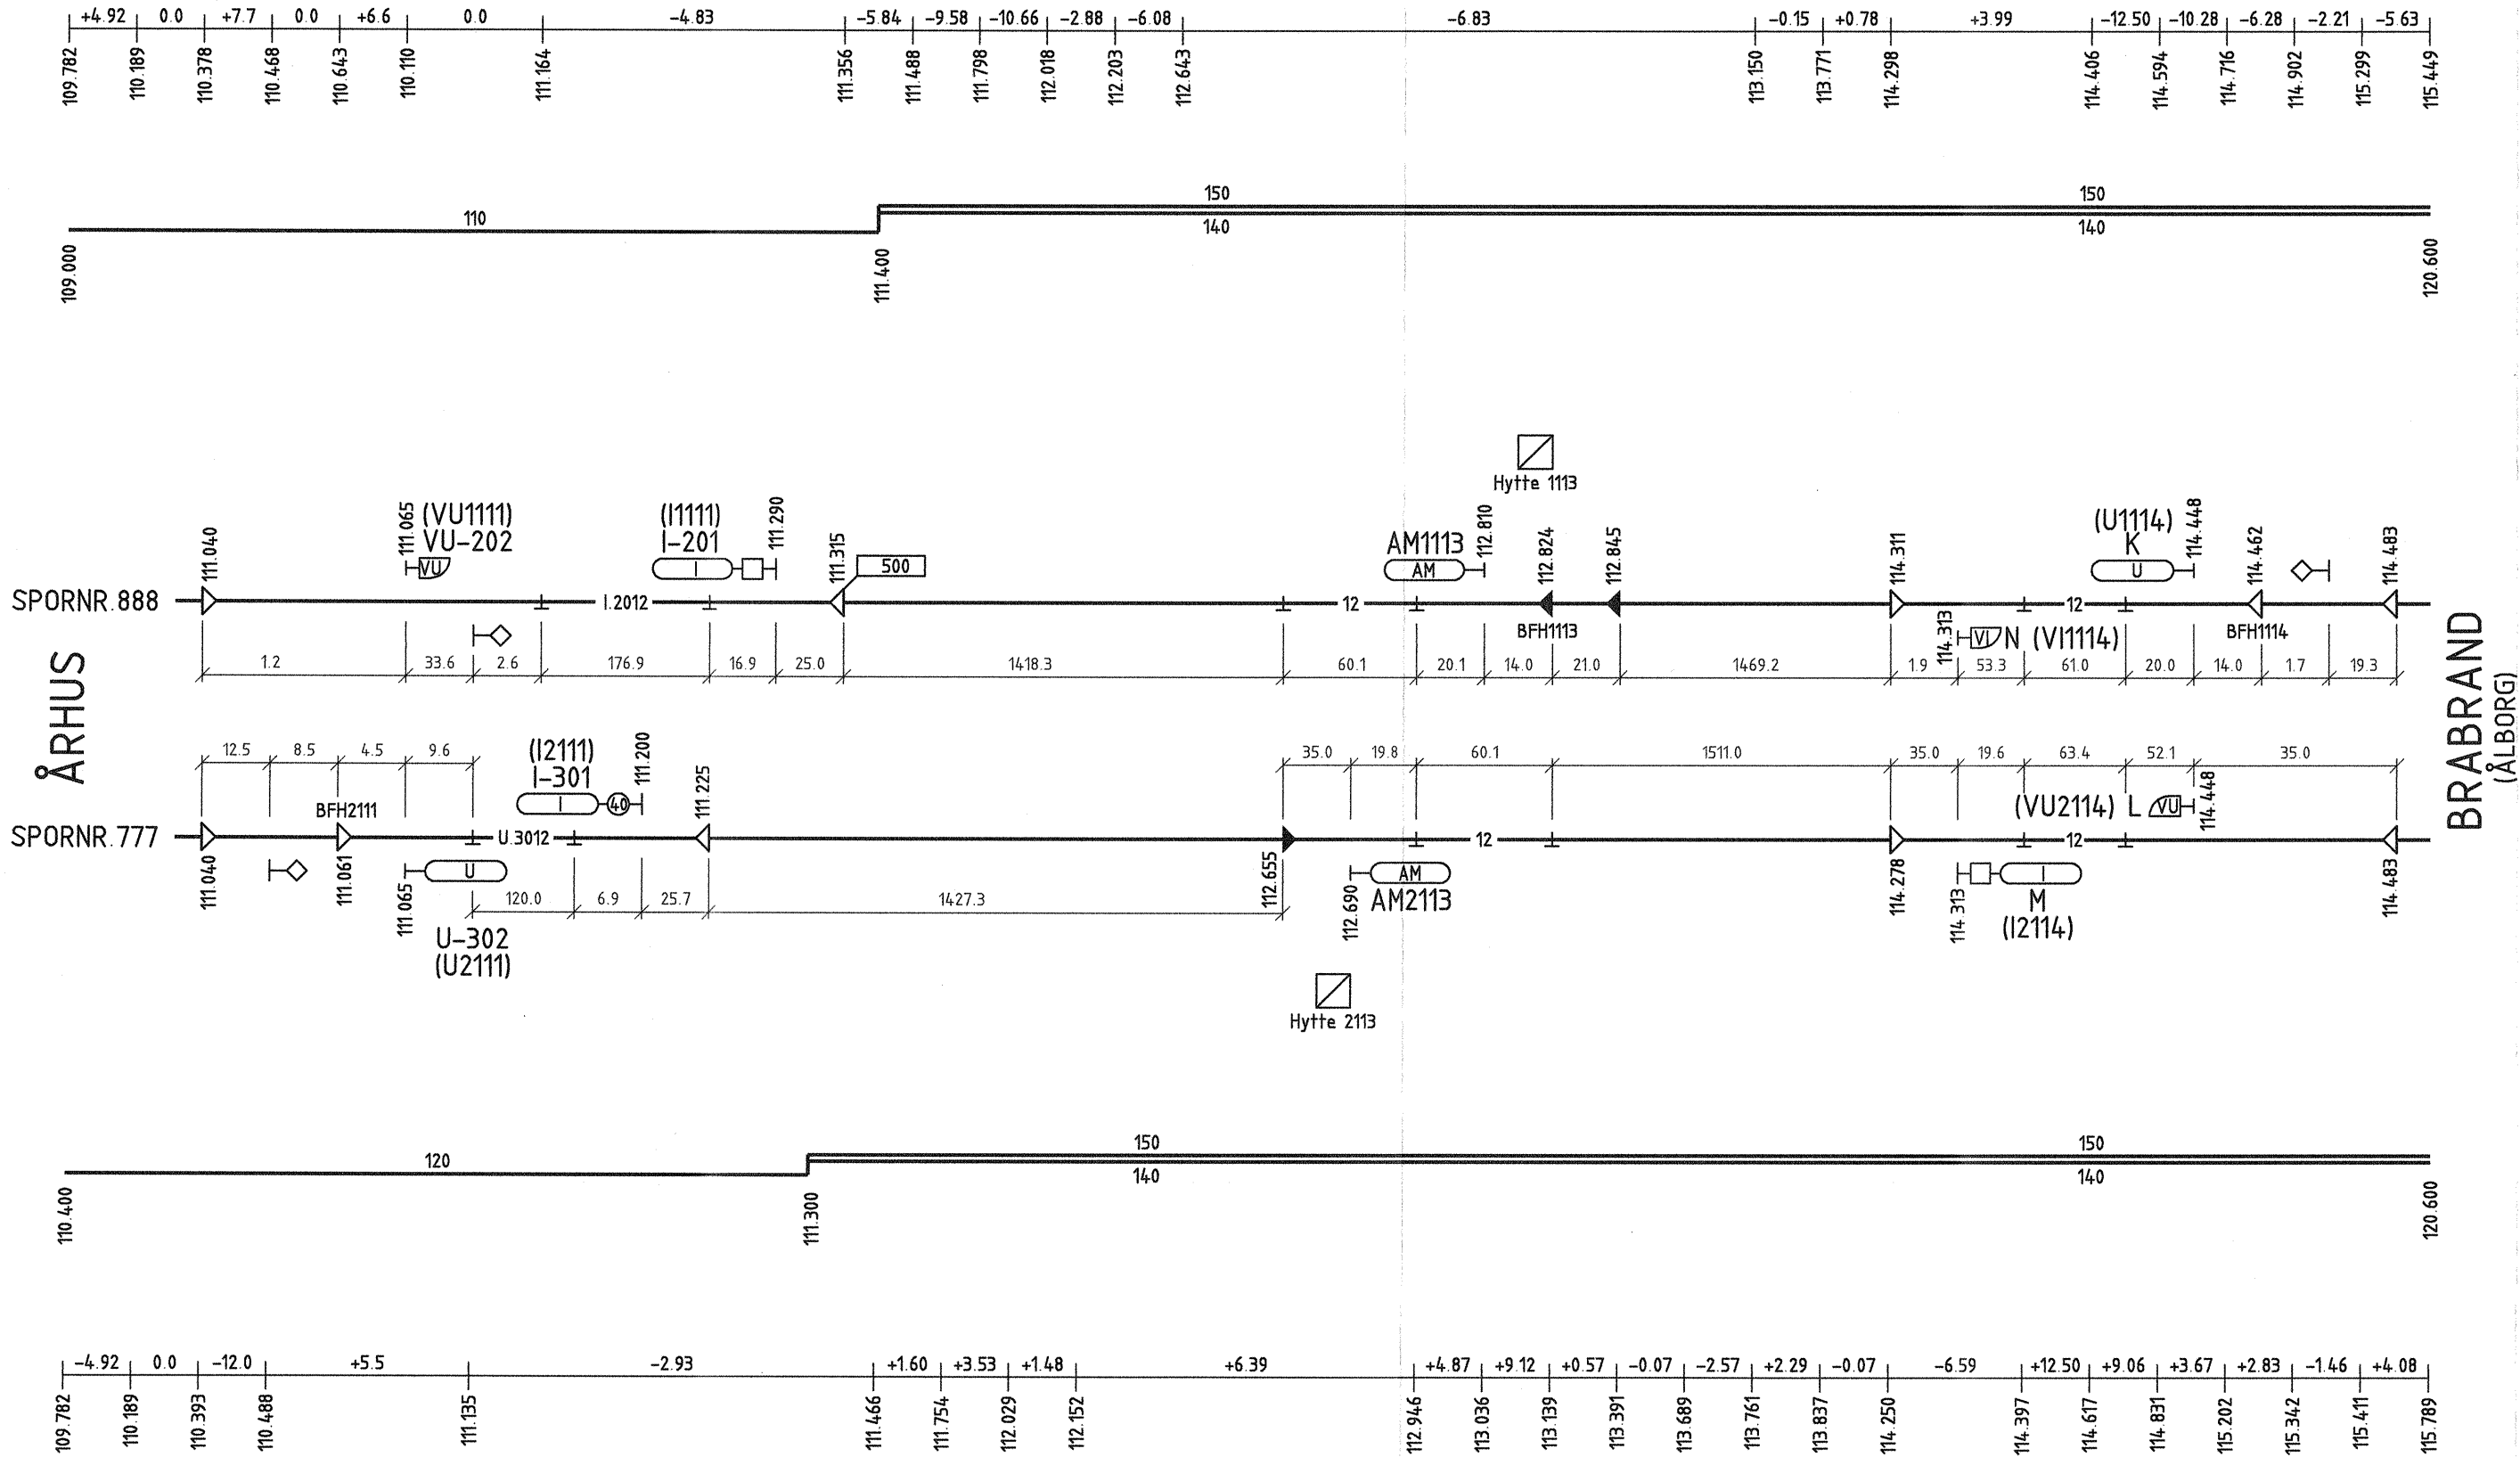 +4.92 0.0 +7.7 0.0 +6.6 0.0 -4.83 -5.84 -9.58 -10.66 -2.88 -6.08 -6.83 -0.15 +0.78 +3.99 -12.50 -10.28 -6.28 -2.21 -5.63
109.782 110.189 110.378 110.468 110.643 110.110 111.164 111.356 111.488 111.798 112.018 112.203 112.643 113.150 113.771 114.298 114.406 114.594 114.716 114.902 115.299 115.449
150 150
110 140 140
109.000 111.400 120.600
Hytte 1113
111.040 111.065 (VU1111) (I1111) 111.290 111.315 AM1113 112.810 112.824 112.845 114.311 (U1114) 114.448 114.462 114.483
VU-202 I-201 K
VU I 500 AM U
SPORNR.888 I.2012 12 12
BFH1113 114.313 VI N (VI1114) BFH1114
1.2 33.6 2.6 176.9 16.9 25.0 1418.3 60.1 20.1 14.0 21.0 1469.2 1.9 53.3 61.0 20.0 14.0 1.7 19.3
ÅRHUS
BRABRAND
(ÅLBORG)
12.5 8.5 4.5 9.6 (I2111) 111.200 35.0 19.8 60.1 1511.0 35.0 19.6 63.4 52.1 35.0
I-301 111.225
BFH2111 I 40 (VU2114) L VU 114.448
SPORNR.777 U.3012 12 12
111.040 111.061 111.065 U 112.655 112.690 AM 114.278 114.313 I 114.483
120.0 6.9 25.7 1427.3 AM2113 M
U-302 (I2114)
(U2111)
Hytte 2113
150 150
120 140 140
110.400 111.300 120.600
-4.92 0.0 -12.0 +5.5 -2.93 +1.60 +3.53 +1.48 +6.39 +4.87 +9.12 +0.57 -0.07 -2.57 +2.29 -0.07 -6.59 +12.50 +9.06 +3.67 +2.83 -1.46 +4.08
109.782 110.189 110.393 110.488 111.135 111.466 111.754 112.029 112.152 112.946 113.036 113.139 113.391 113.689 113.761 113.837 114.250 114.397 114.617 114.831 115.202 115.342 115.411 115.789